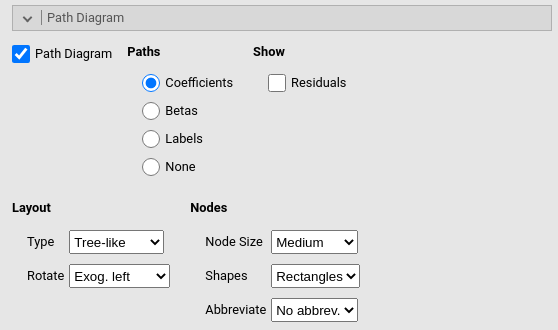 Path Diagram
Path Diagram Paths Show
Coefficients Residuals
Betas
Labels
None
Layout Nodes
Type Tree-like Node Size Medium
Rotate Exog. left Shapes Rectangles
Abbreviate No abbrev.